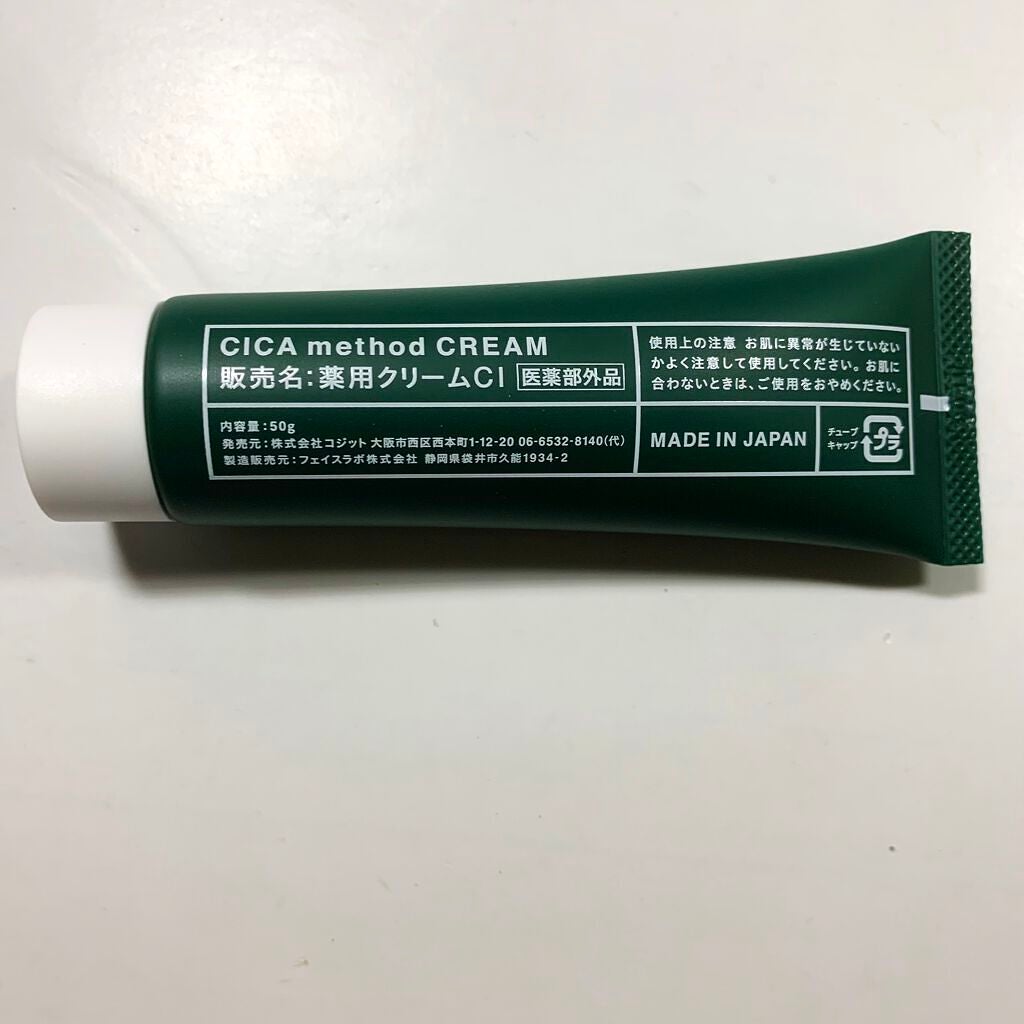 CICA method CREAM
販売名:薬用クリームCI 医薬部外品
内容量:50g
発売元:株式会社コジット 大阪市西区西本町1-12-20 06-6532-8140(代)
製造販売元:フェイスラボ株式会社 静岡県袋井市久能1934-2
使用上の注意 お肌に異常が生じていない
かよく注意して使用してください。お肌に
合わないときは、ご使用をおやめください。
MADE IN JAPAN
チューブ
キャップ
プラ